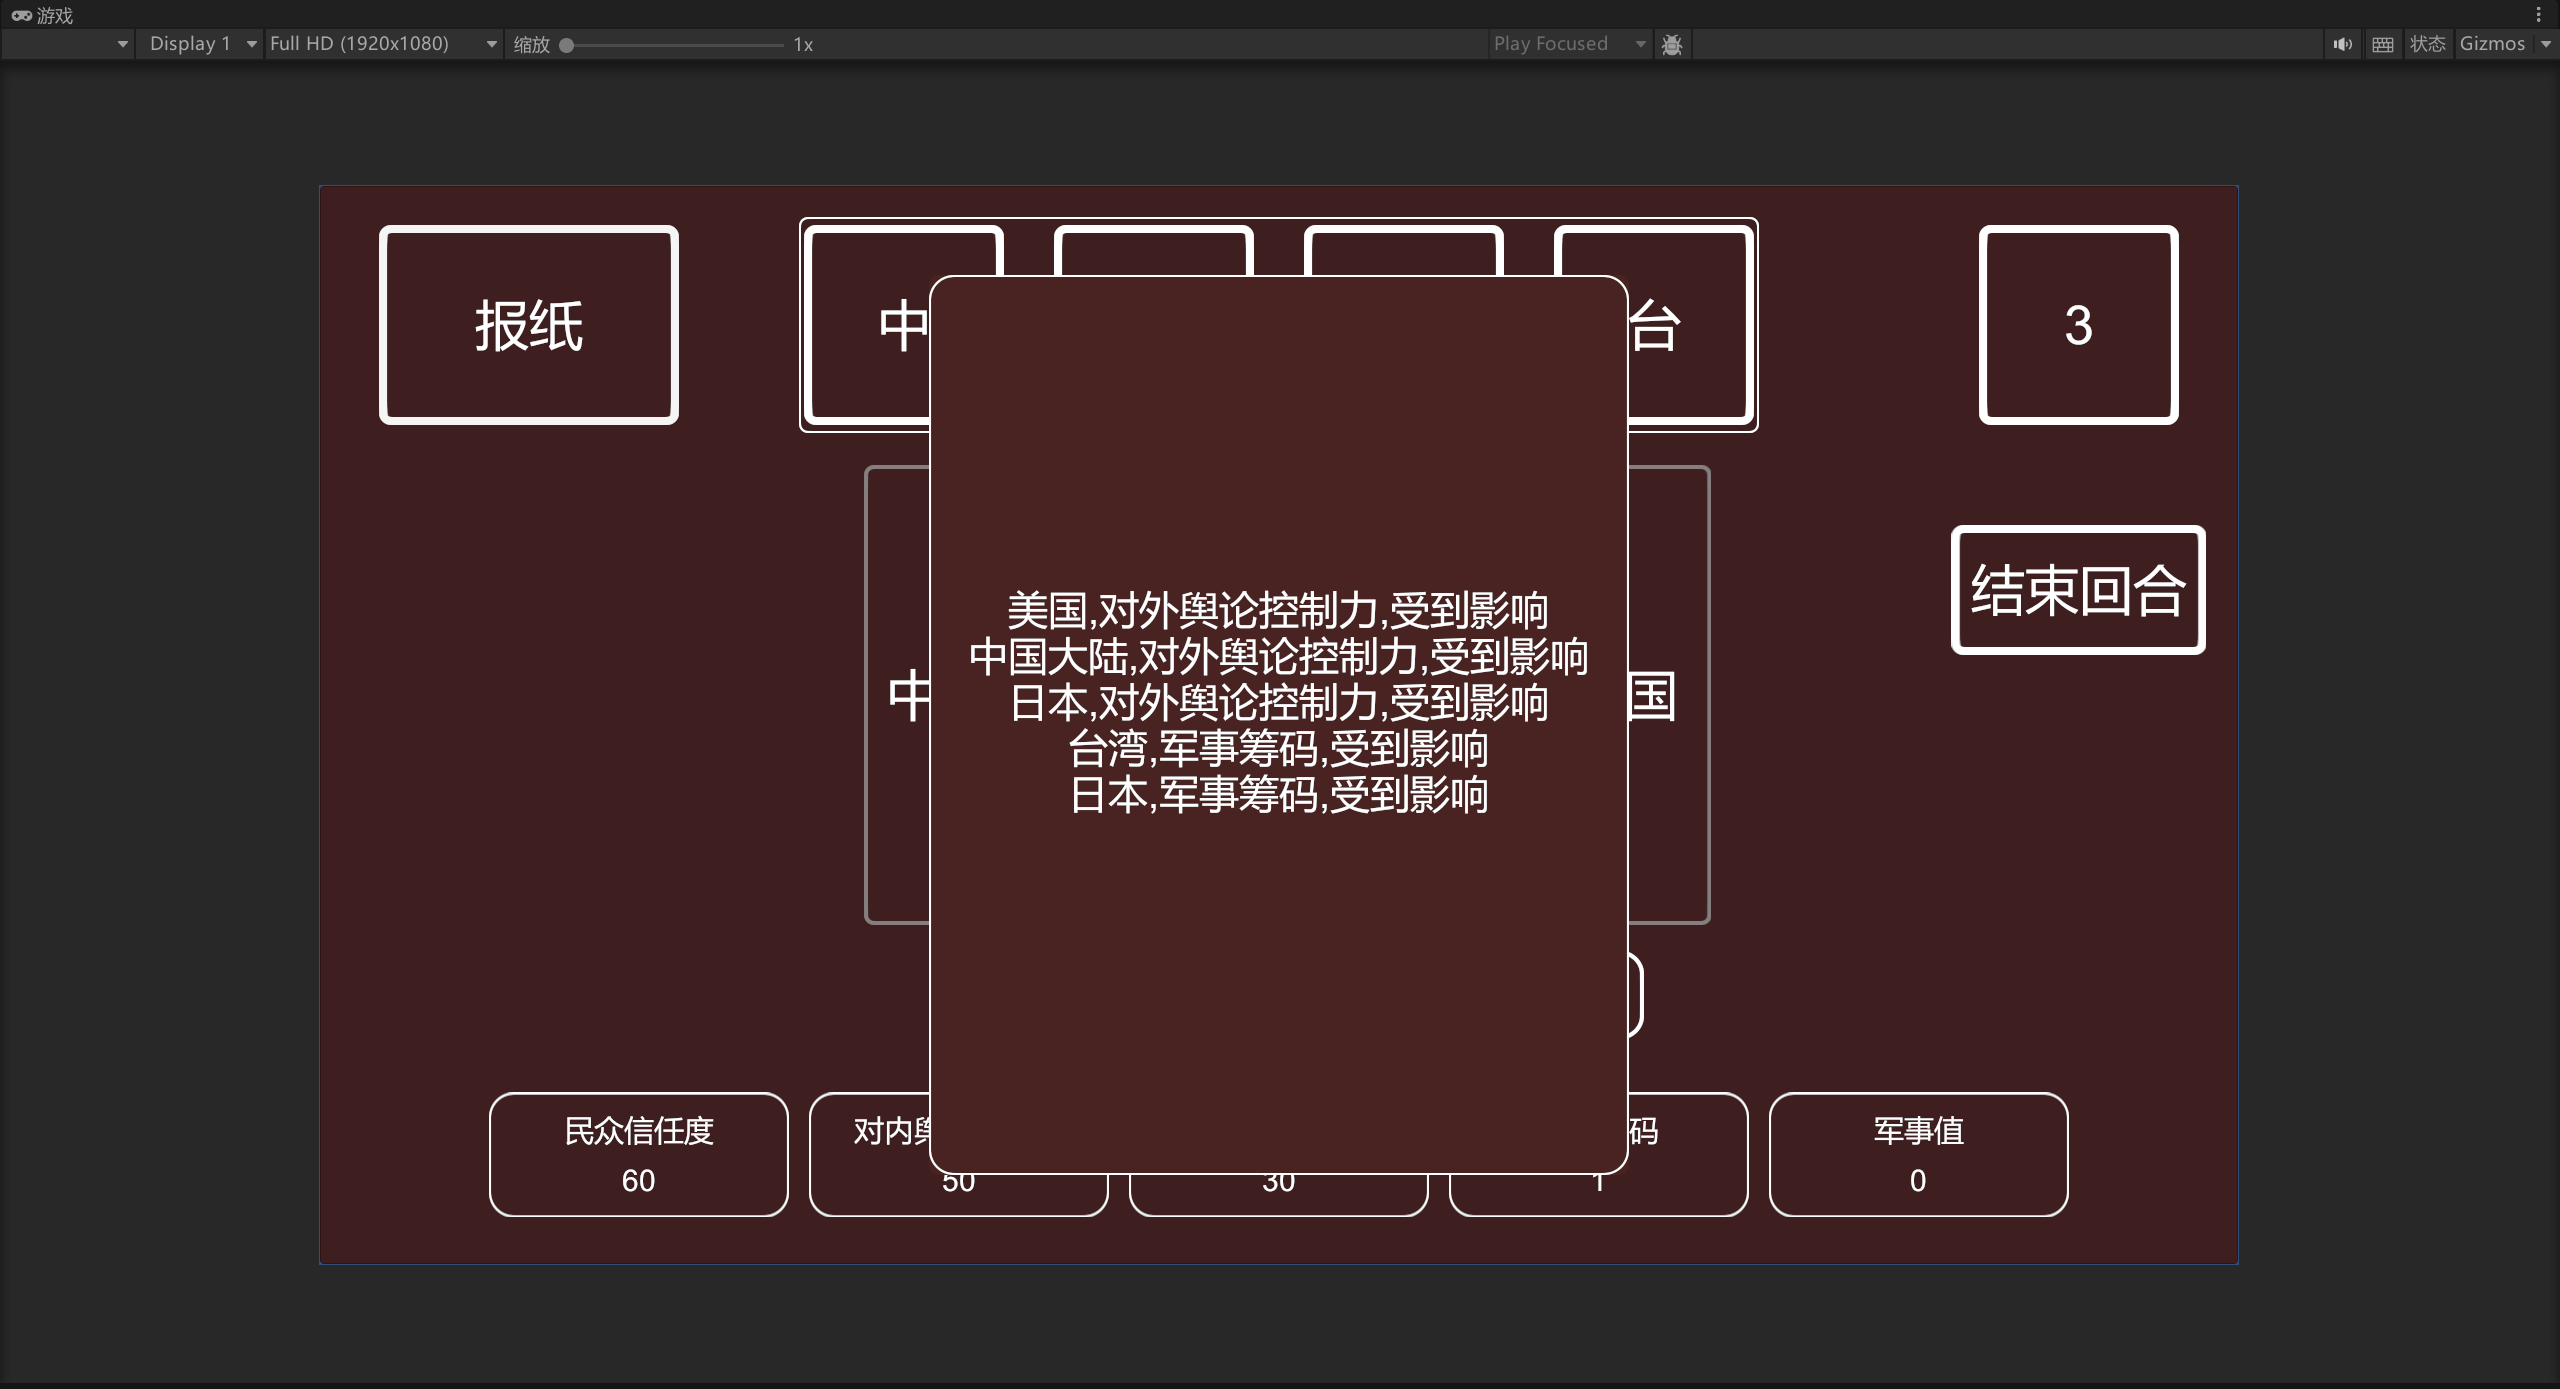 游戏
Display 1
Full HD (1920x1080)
缩放
1x
Play Focused
状态
Gizmos
报纸
中
台
3
结束回合
中
国
美国,对外舆论控制力,受到影响
中国大陆,对外舆论控制力,受到影响
日本,对外舆论控制力,受到影响
台湾,军事筹码,受到影响
日本,军事筹码,受到影响
民众信任度
60
对内
50
30
码
1
军事值
0